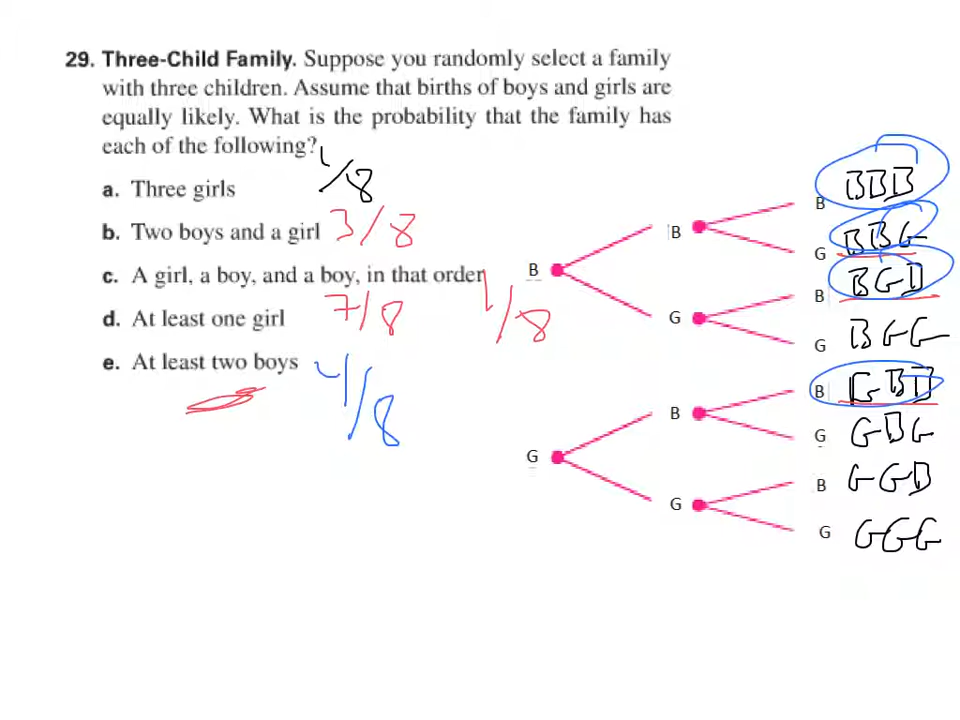 29. Three-Child Family. Suppose you randomly select a family
with three children. Assume that births of boys and girls are
equally likely. What is the probability that the family has
each of the following?
a. Three girls 1/8
b. Two boys and a girl 3/8
c. A girl, a boy, and a boy, in that order 1/8
d. At least one girl 7/8
e. At least two boys 4/8
B BBB
B
G BBG
B
B BGB
G
G BGG
B GBB
B
G GBG
G
B GGB
G
G GGG